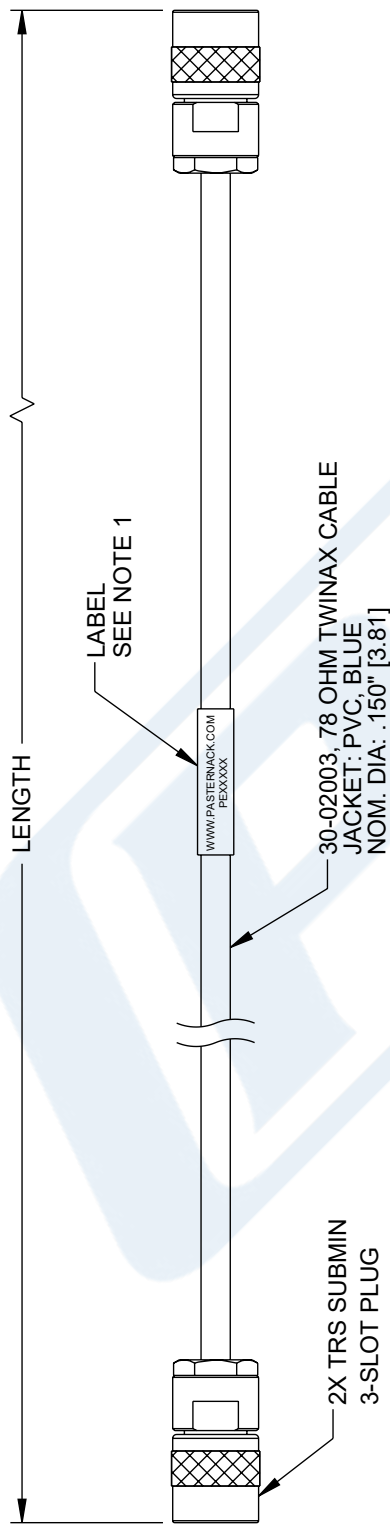 LENGTH
LABEL
SEE NOTE 1
WWW.PASTERNACK.COM
PEXXXXX
30-02003, 78 OHM TWINAX CABLE
JACKET: PVC, BLUE
NOM. DIA: .150" [3.81]
2X TRS SUBMIN
3-SLOT PLUG